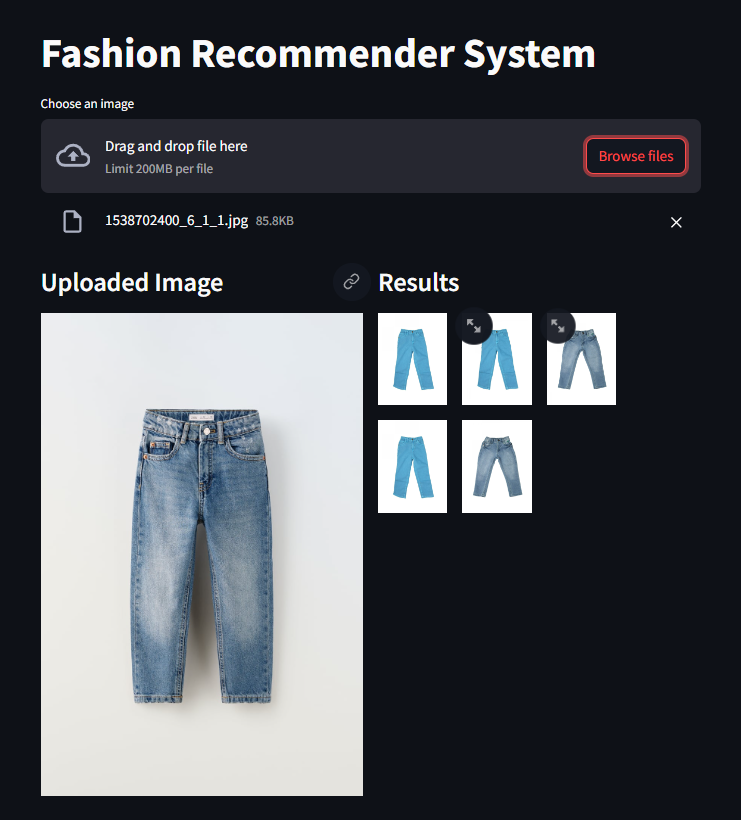 Fashion Recommender System
Choose an image
Drag and drop file here
Limit 200MB per file
Browse files
1538702400_6_1_1.jpg 85.8KB
Uploaded Image
Results